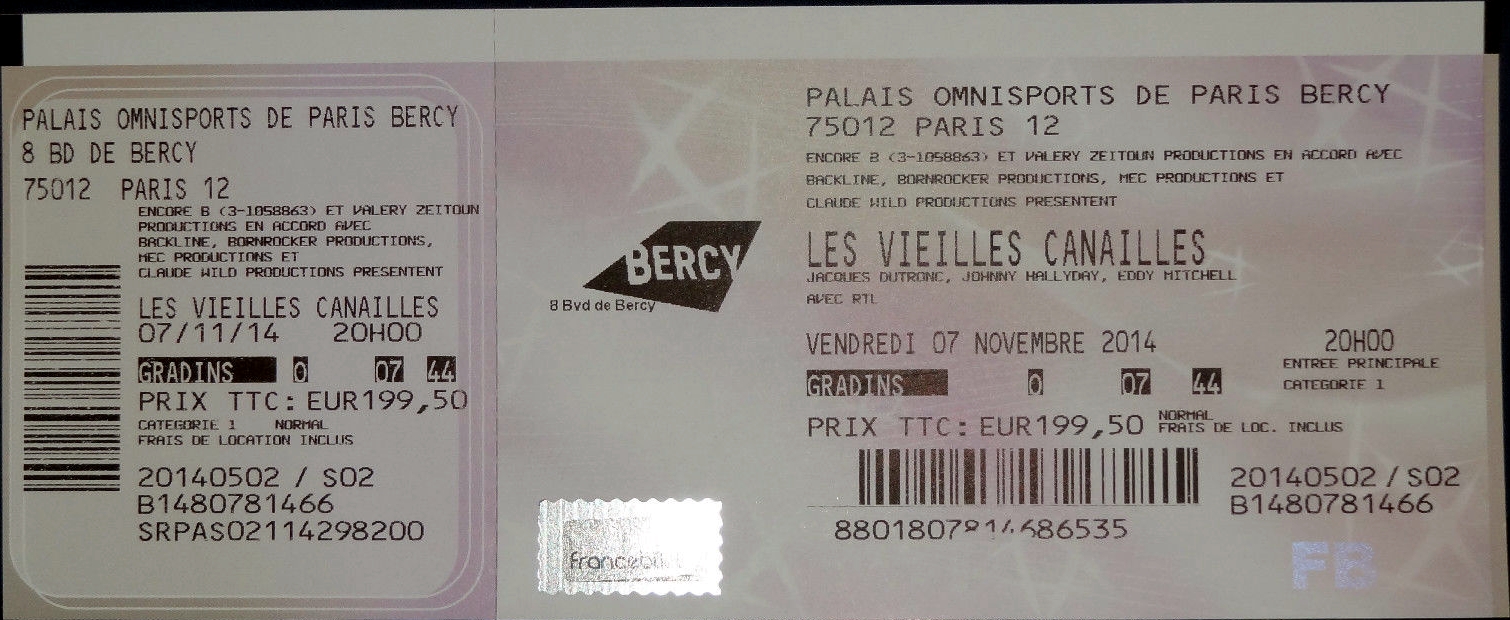 PALAIS OMNISPORTS DE PARIS BERCY
8 BD DE BERCY
75012 PARIS 12
ENCORE B (3-1058863) ET VALERY ZEITOUN
PRODUCTIONS EN ACCORD AVEC
BACKLINE, BORNROCKER PRODUCTIONS,
MEC PRODUCTIONS ET
CLAUDE WILD PRODUCTIONS PRESENTENT
LES VIEILLES CANAILLES
07/11/14 20H00
GRADINS 0 07 44
PRIX TTC: EUR199,50
CATEGORIE 1 NORMAL
FRAIS DE LOCATION INCLUS
20140502 / S02
B1480781466
SRPAS02114298200
BERCY
8 Bvd de Bercy
PALAIS OMNISPORTS DE PARIS BERCY
75012 PARIS 12
ENCORE B (3-1058863) ET VALERY ZEITOUN PRODUCTIONS EN ACCORD AVEC
BACKLINE, BORNROCKER PRODUCTIONS, MEC PRODUCTIONS ET
CLAUDE WILD PRODUCTIONS PRESENTENT
LES VIEILLES CANAILLES
JACQUES DUTRONC, JOHNNY HALLYDAY, EDDY MITCHELL
AVEC RTL
VENDREDI 07 NOVEMBRE 2014 20H00
ENTREE PRINCIPALE
GRADINS 0 07 44 CATEGORIE 1
PRIX TTC: EUR199,50 NORMAL
FRAIS DE LOC. INCLUS
20140502 / S02
B1480781466
FB